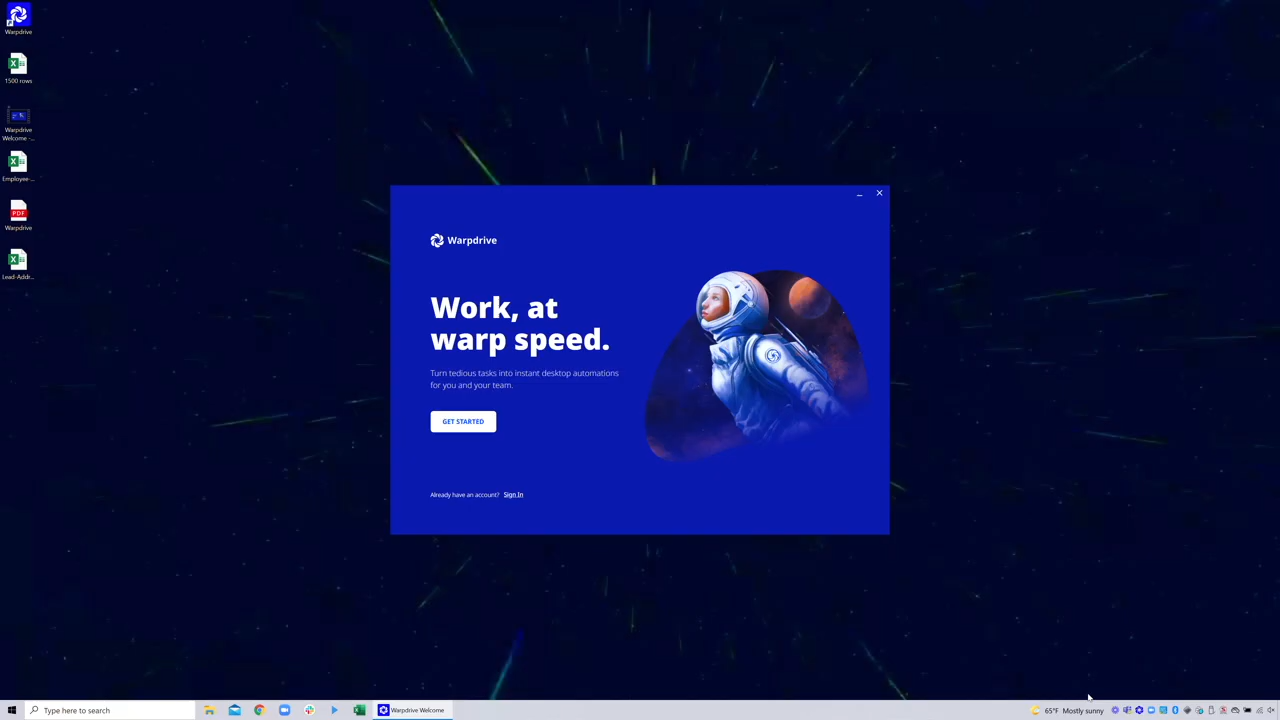 Warpdrive
1500 rows
Warpdrive
Welcome -...
Employee-...
PDF
Warpdrive
Lead-Addr...
Warpdrive
Work, at
warp speed.
Turn tedious tasks into instant desktop automations
for you and your team.
GET STARTED
Already have an account? Sign In
Type here to search
Warpdrive Welcome
65°F Mostly sunny